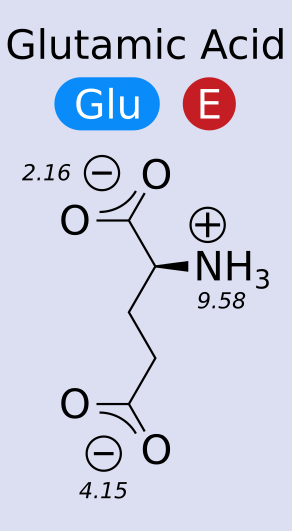 Glutamic Acid
Glu E
2.16 ⊖ O
O
⊕
NH₃
9.58
O
⊖ O
4.15